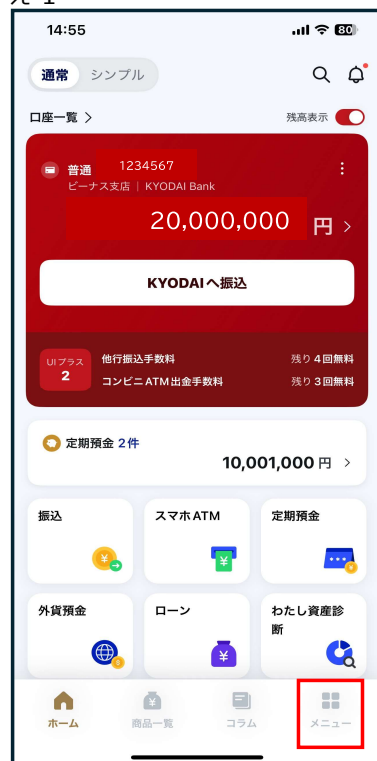 14:55
80
通常 シンプル
口座一覧 >
残高表示
普通 1234567
ビーナス支店 | KYODAI Bank
20,000,000 円 >
KYODAIへ振込
UIプラス
2
他行振込手数料 残り4回無料
コンビニATM出金手数料 残り3回無料
定期預金 2件
10,001,000 円 >
振込 スマホATM 定期預金
外貨預金 ローン わたし資産診
断
ホーム 商品一覧 コラム メニュー